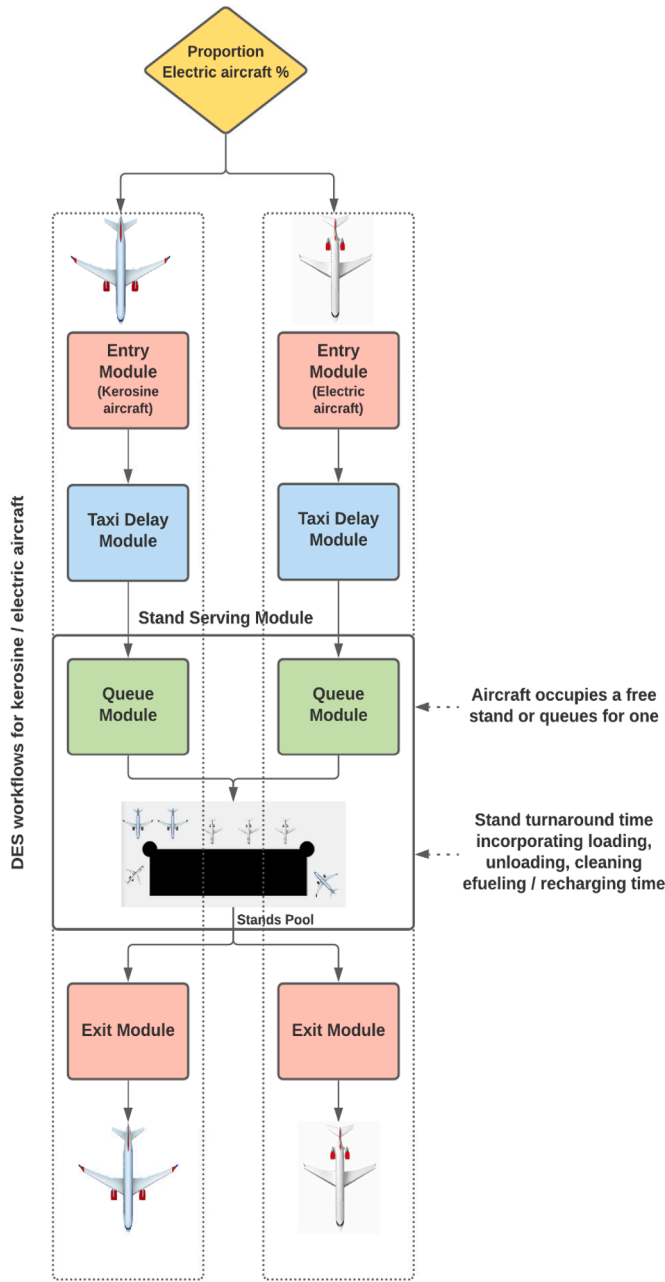 Proportion
Electric aircraft %
Entry
Module
(Kerosine
aircraft)
Entry
Module
(Electric
aircraft)
Taxi Delay
Module
Taxi Delay
Module
DES workflows for kerosine / electric aircraft
Stand Serving Module
Queue
Module
Queue
Module
Aircraft occupies a free
stand or queues for one
Stand turnaround time
incorporating loading,
unloading, cleaning
efueling / recharging time
Stands Pool
Exit Module
Exit Module